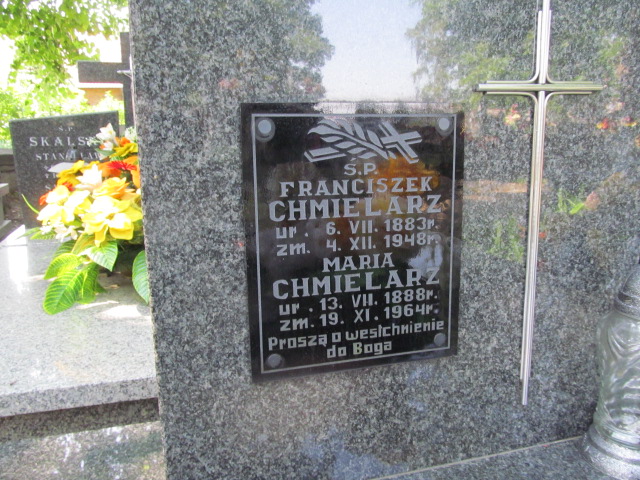 Ś.P.
FRANCISZEK
CHMIELARZ
ur. 6. VII. 1883r.
zm. 4. XII. 1948r.
MARIA
CHMIELARZ
ur. 13. VII. 1888r.
zm. 19. XI. 1964r.
Proszą o westchnienie
do Boga
Ś.P.
SKALSKI